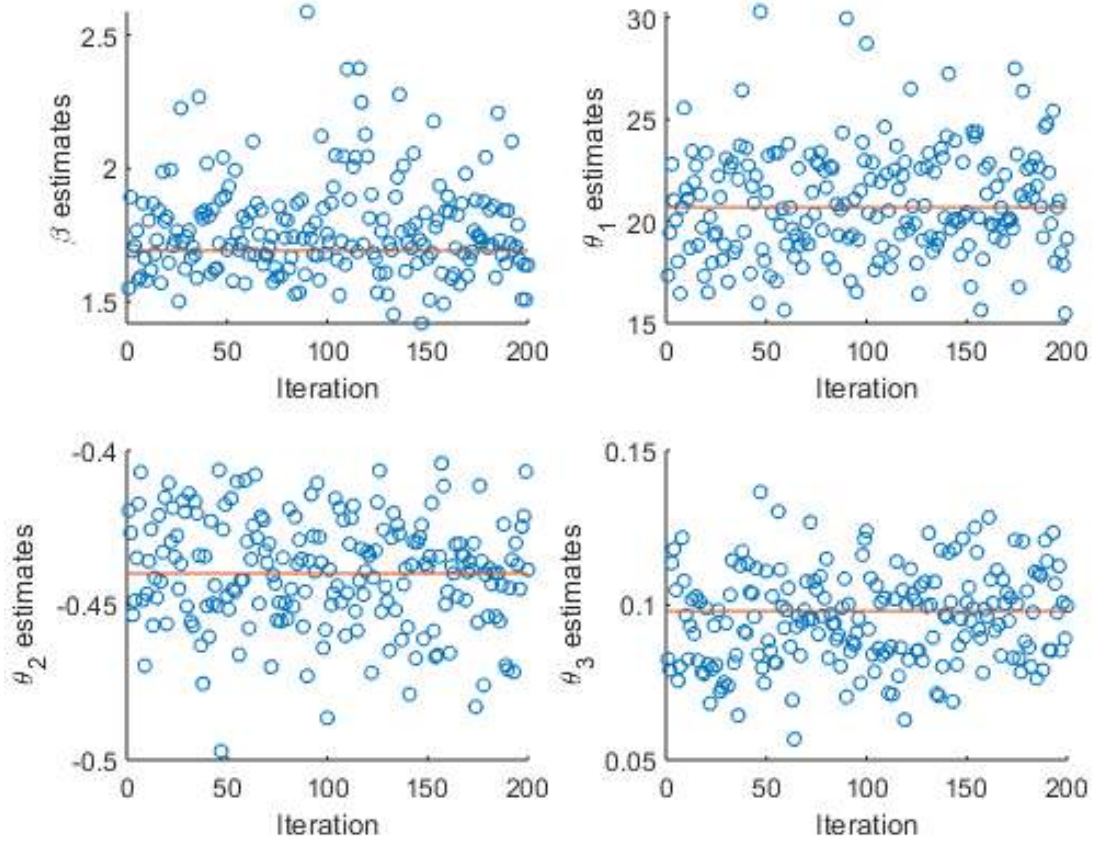 2.5
2
1.5
β estimates
0 50 100 150 200
Iteration
30
25
20
15
θ1 estimates
0 50 100 150 200
Iteration
-0.4
-0.45
-0.5
θ2 estimates
0 50 100 150 200
Iteration
0.15
0.1
0.05
θ3 estimates
0 50 100 150 200
Iteration